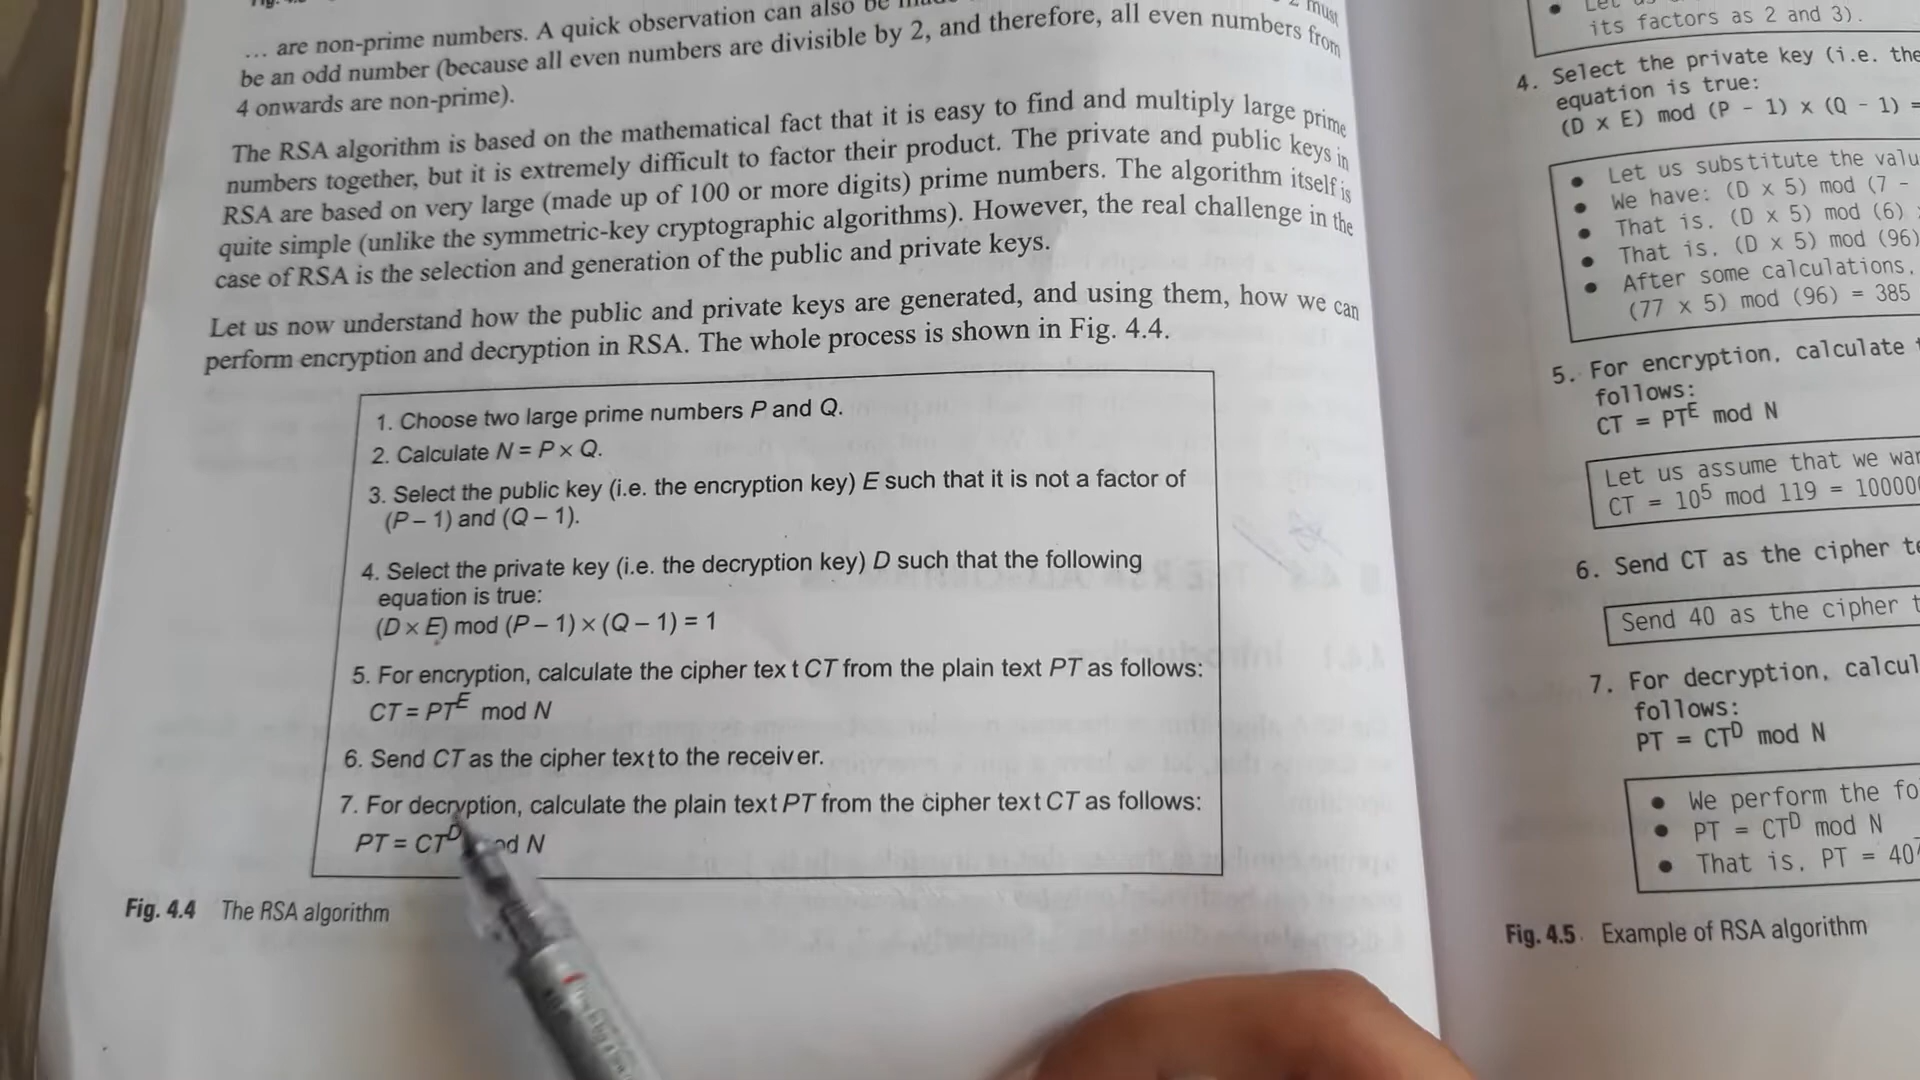 ... are non-prime numbers. A quick observation can also be
must
be an odd number (because all even numbers are divisible by 2, and therefore, all even numbers from
4 onwards are non-prime).
The RSA algorithm is based on the mathematical fact that it is easy to find and multiply large prime
numbers together, but it is extremely difficult to factor their product. The private and public keys in
RSA are based on very large (made up of 100 or more digits) prime numbers. The algorithm itself is
quite simple (unlike the symmetric-key cryptographic algorithms). However, the real challenge in the
case of RSA is the selection and generation of the public and private keys.
Let us now understand how the public and private keys are generated, and using them, how we can
perform encryption and decryption in RSA. The whole process is shown in Fig. 4.4.
1. Choose two large prime numbers P and Q.
2. Calculate N = P x Q.
3. Select the public key (i.e. the encryption key) E such that it is not a factor of
(P – 1) and (Q – 1).
4. Select the private key (i.e. the decryption key) D such that the following
equation is true:
(D x E) mod (P – 1) x (Q – 1) = 1
5. For encryption, calculate the cipher tex t CT from the plain text PT as follows:
CT = PT^E mod N
6. Send CT as the cipher text to the receiver.
7. For decryption, calculate the plain text PT from the cipher text CT as follows:
PT = CT^D od N
Fig. 4.4 The RSA algorithm
its factors as 2 and 3).
4. Select the private key (i.e. the
equation is true:
(D x E) mod (P - 1) x (Q - 1) =
• Let us substitute the valu
• We have: (D x 5) mod (7 -
• That is, (D x 5) mod (6)
• That is, (D x 5) mod (96)
• After some calculations,
(77 x 5) mod (96) = 385
5. For encryption, calculate
follows:
CT = PT^E mod N
Let us assume that we wan
CT = 10^5 mod 119 = 100000
6. Send CT as the cipher te
Send 40 as the cipher t
7. For decryption, calcul
follows:
PT = CT^D mod N
• We perform the fo
• PT = CT^D mod N
• That is, PT = 40
Fig. 4.5 Example of RSA algorithm